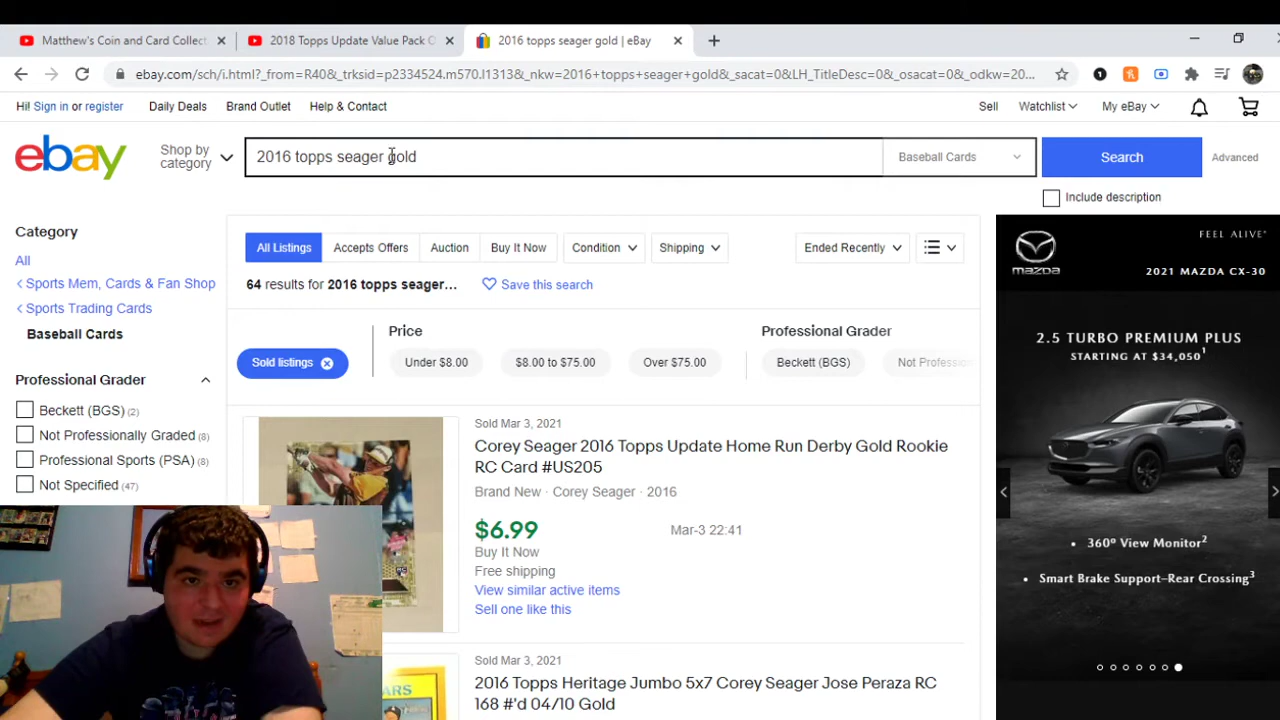 Matthew's Coin and Card Collect
2018 Topps Update Value Pack O
2016 topps seager gold | eBay
ebay.com/sch/i.html?_from=R40&_trksid=p2334524.m570.l1313&_nkw=2016+topps+seager+gold&_sacat=0&LH_TitleDesc=0&_osacat=0&_odkw=20...
Hi! Sign in or register
Daily Deals
Brand Outlet
Help & Contact
Sell
Watchlist
My eBay
ebay
Shop by
category
2016 topps seager gold
Baseball Cards
Search
Advanced
Include description
Category
All
Sports Mem, Cards & Fan Shop
Sports Trading Cards
Baseball Cards
Professional Grader
Beckett (BGS) (2)
Not Professionally Graded (8)
Professional Sports (PSA) (8)
Not Specified (47)
All Listings
Accepts Offers
Auction
Buy It Now
Condition
Shipping
Ended Recently
64 results for 2016 topps seager...
Save this search
Sold listings
Price
Under $8.00
$8.00 to $75.00
Over $75.00
Professional Grader
Beckett (BGS)
Not Profession
Sold Mar 3, 2021
Corey Seager 2016 Topps Update Home Run Derby Gold Rookie
RC Card #US205
Brand New · Corey Seager · 2016
$6.99
Mar-3 22:41
Buy It Now
Free shipping
View similar active items
Sell one like this
Sold Mar 3, 2021
2016 Topps Heritage Jumbo 5x7 Corey Seager Jose Peraza RC
168 #'d 04/10 Gold
ARS
mazda
FEEL ALIVE
2021 MAZDA CX-30
2.5 TURBO PREMIUM PLUS
STARTING AT $34,050¹
• 360º View Monitor²
• Smart Brake Support–Rear Crossing³